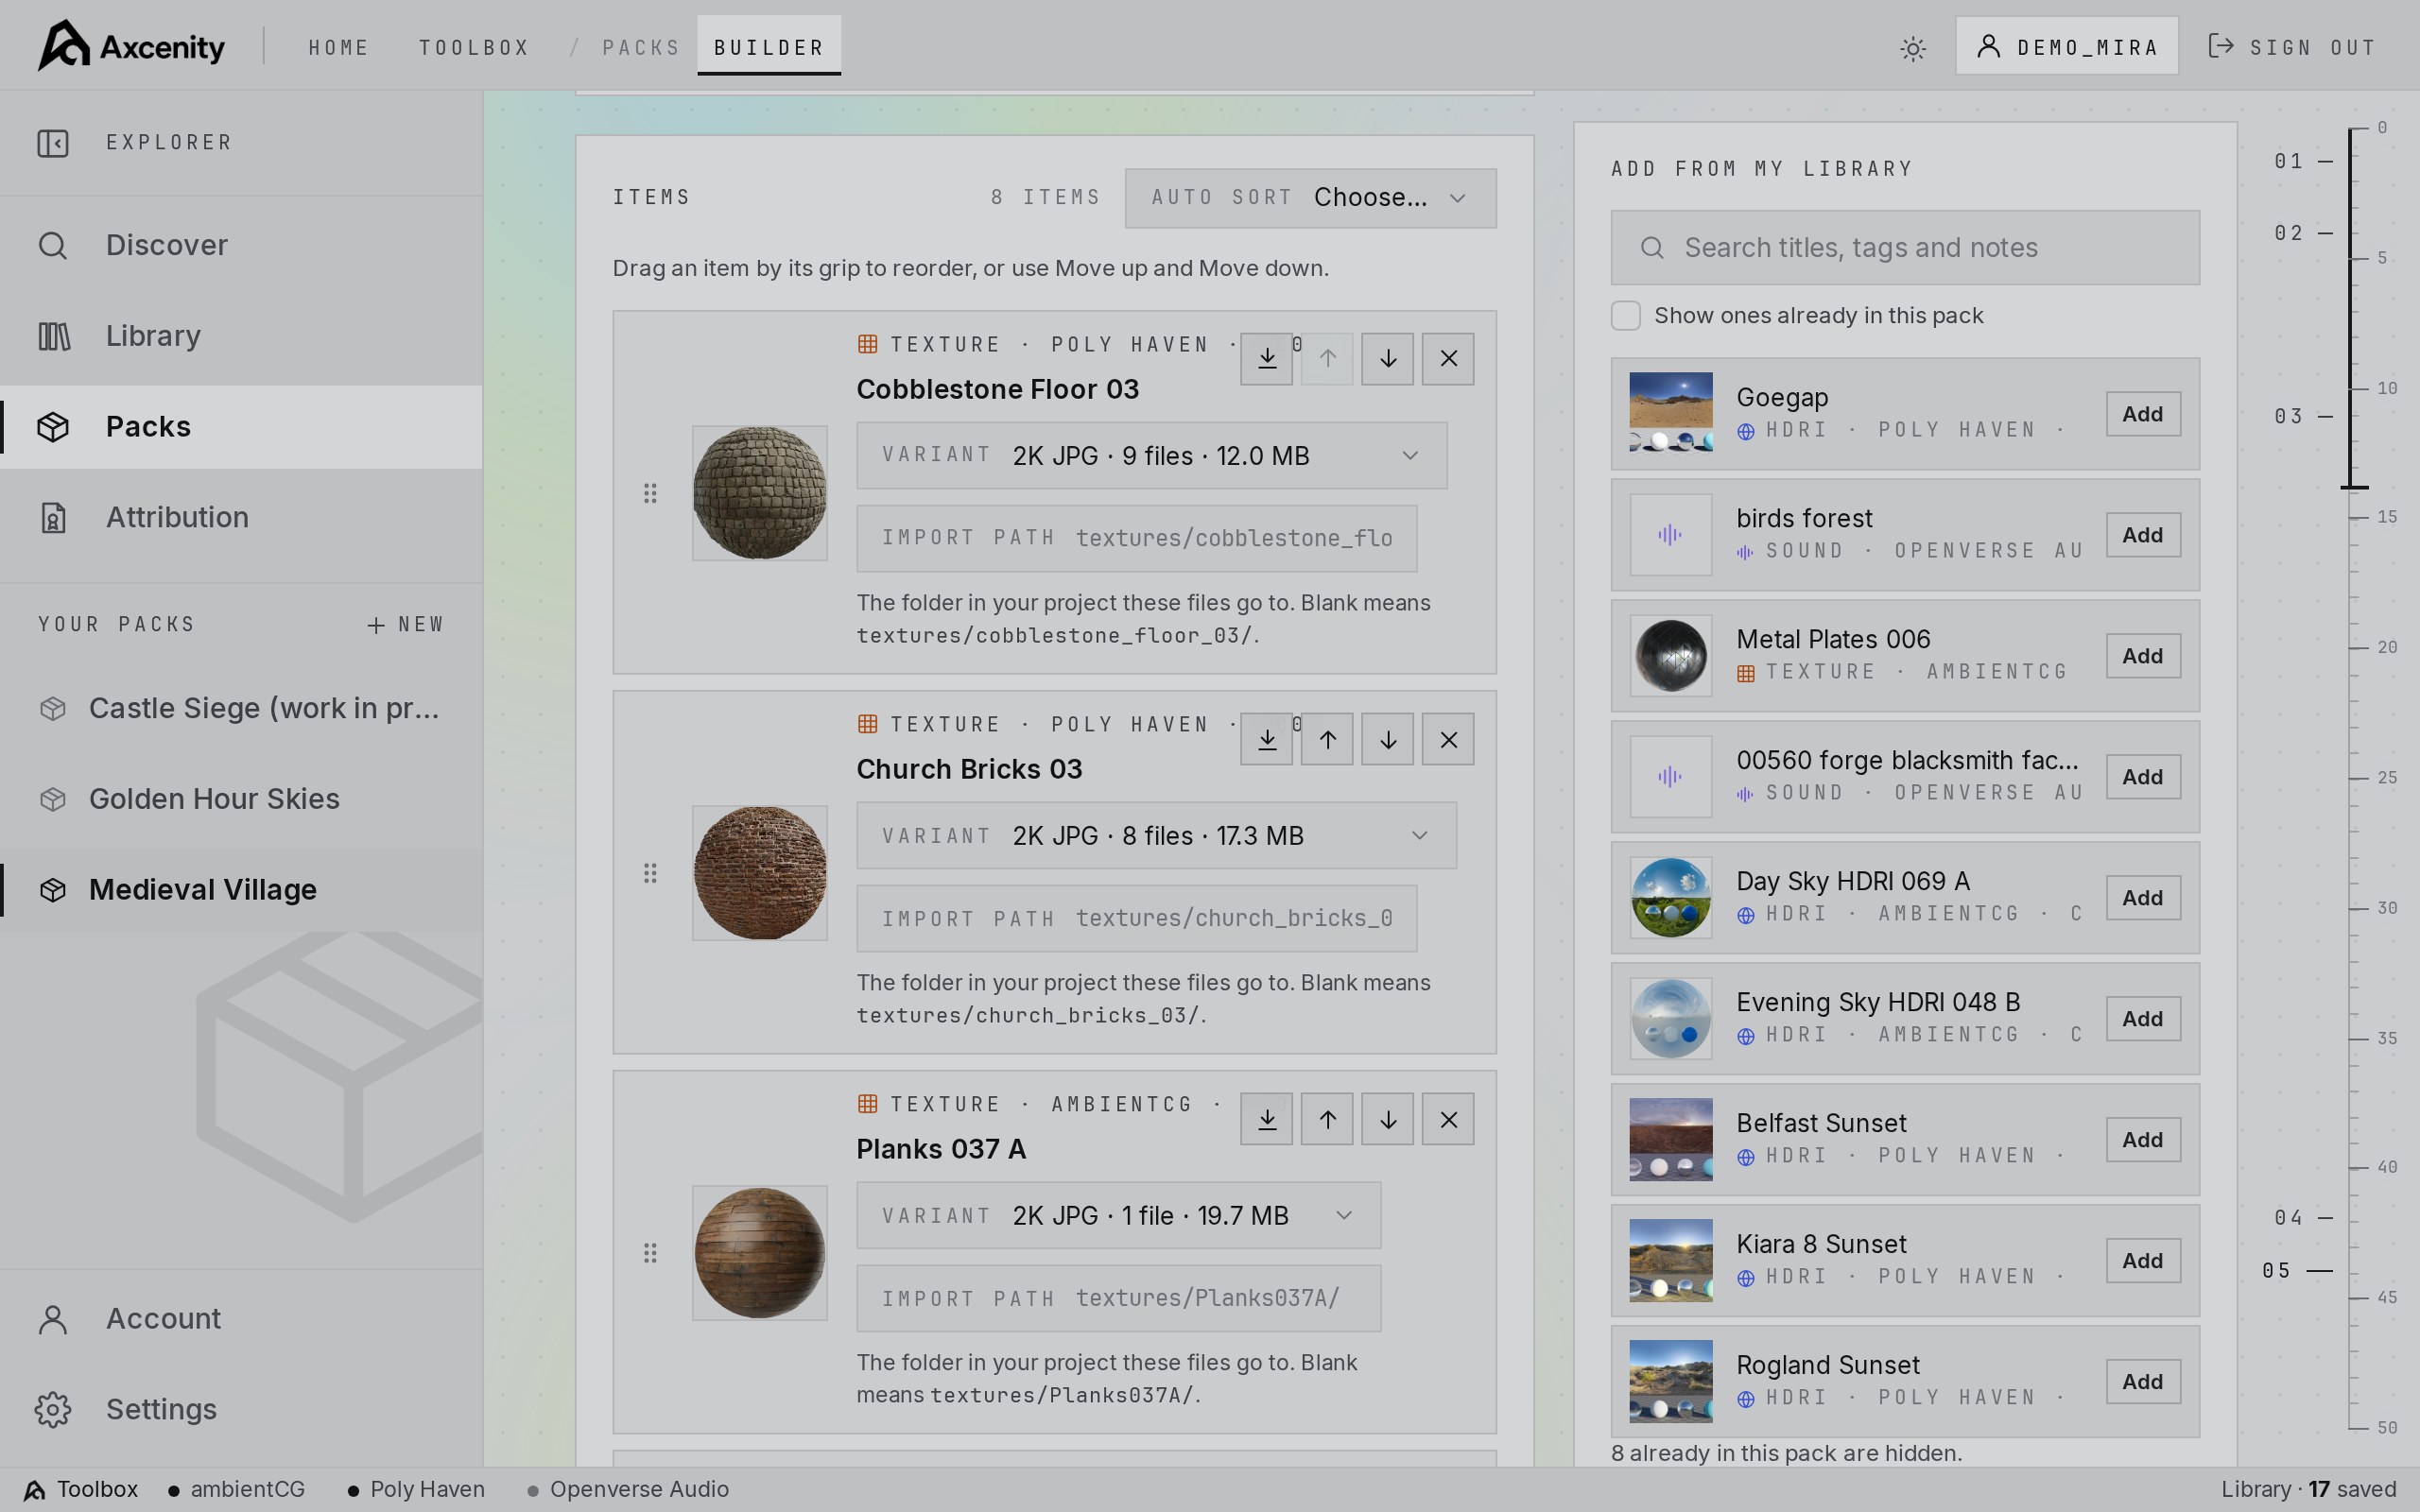 Axcenity
HOME
TOOLBOX
/ PACKS
BUILDER
DEMO_MIRA
SIGN OUT
EXPLORER
Discover
Library
Packs
Attribution
YOUR PACKS
+ NEW
Castle Siege (work in pr...
Golden Hour Skies
Medieval Village
Account
Settings
ITEMS
8 ITEMS
AUTO SORT Choose...
Drag an item by its grip to reorder, or use Move up and Move down.
TEXTURE · POLY HAVEN ·
Cobblestone Floor 03
VARIANT 2K JPG · 9 files · 12.0 MB
IMPORT PATH textures/cobblestone_flo
The folder in your project these files go to. Blank means
textures/cobblestone_floor_03/.
TEXTURE · POLY HAVEN ·
Church Bricks 03
VARIANT 2K JPG · 8 files · 17.3 MB
IMPORT PATH textures/church_bricks_0
The folder in your project these files go to. Blank means
textures/church_bricks_03/.
TEXTURE · AMBIENTCG ·
Planks 037 A
VARIANT 2K JPG · 1 file · 19.7 MB
IMPORT PATH textures/Planks037A/
The folder in your project these files go to. Blank
means textures/Planks037A/.
ADD FROM MY LIBRARY
Search titles, tags and notes
Show ones already in this pack
Goegap
HDRI · POLY HAVEN ·
Add
birds forest
SOUND · OPENVERSE AU
Add
Metal Plates 006
TEXTURE · AMBIENTCG
Add
00560 forge blacksmith fac...
SOUND · OPENVERSE AU
Add
Day Sky HDRI 069 A
HDRI · AMBIENTCG · C
Add
Evening Sky HDRI 048 B
HDRI · AMBIENTCG · C
Add
Belfast Sunset
HDRI · POLY HAVEN ·
Add
Kiara 8 Sunset
HDRI · POLY HAVEN ·
Add
Rogland Sunset
HDRI · POLY HAVEN ·
Add
8 already in this pack are hidden.
01
02
03
04
05
0
5
10
15
20
25
30
35
40
45
50
Toolbox
ambientCG
Poly Haven
Openverse Audio
Library · 17 saved